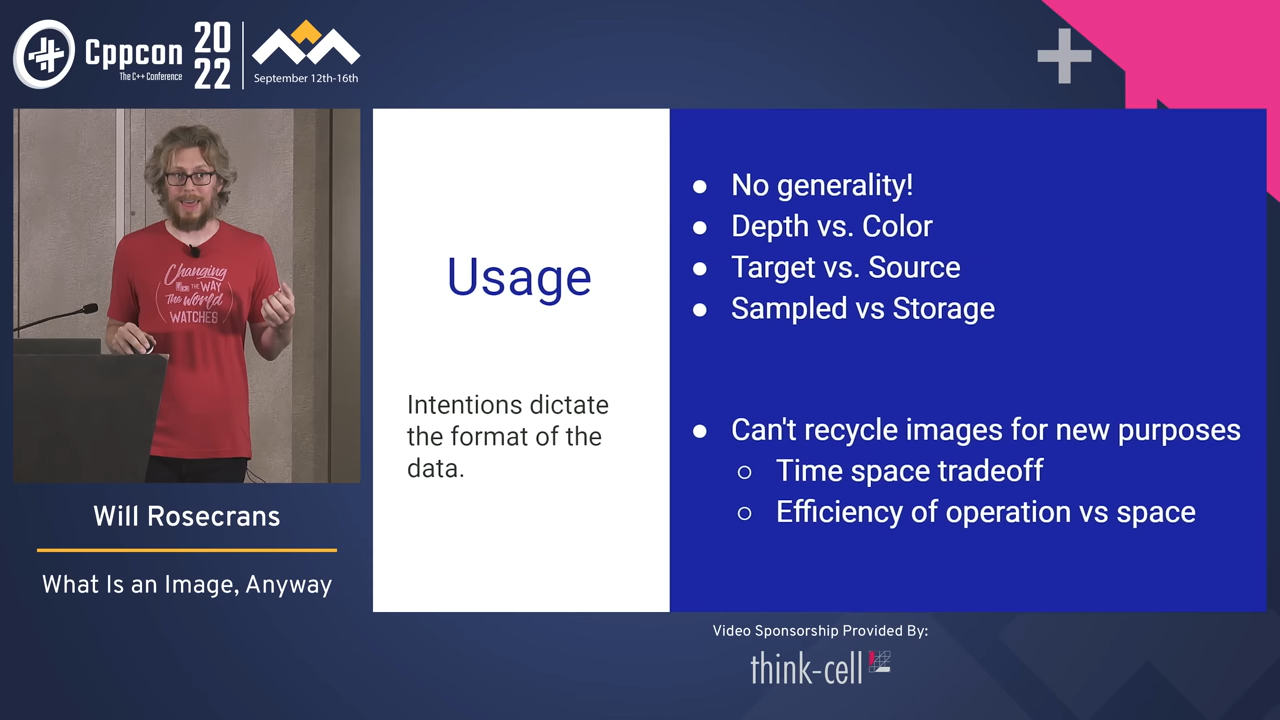 Cppcon
The C++ Conference
20
22
September 12th-16th
Changing
THE WAY
The world
WATCHES
Will Rosecrans
What Is an Image, Anyway
Usage
Intentions dictate
the format of the
data.
● No generality!
● Depth vs. Color
● Target vs. Source
● Sampled vs Storage
● Can't recycle images for new purposes
○ Time space tradeoff
○ Efficiency of operation vs space
Video Sponsorship Provided By:
think-cell